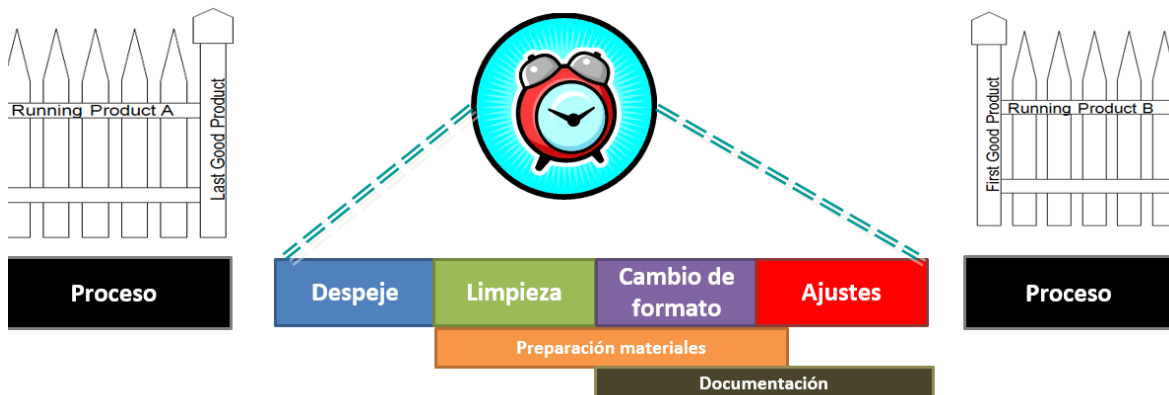 Running Product A
Last Good Product
First Good Product
Running Product B
Proceso
Despeje
Limpieza
Cambio de
formato
Ajustes
Proceso
Preparación materiales
Documentación